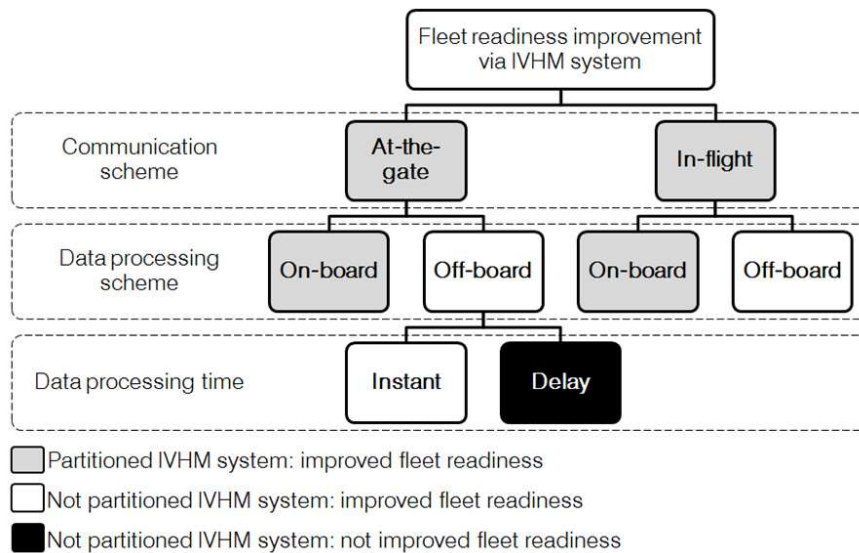 Fleet readiness improvement
via IVHM system
Communication
scheme
At-the-
gate
In-flight
Data processing
scheme
On-board
Off-board
On-board
Off-board
Data processing time
Instant
Delay
Partitioned IVHM system: improved fleet readiness
Not partitioned IVHM system: improved fleet readiness
Not partitioned IVHM system: not improved fleet readiness